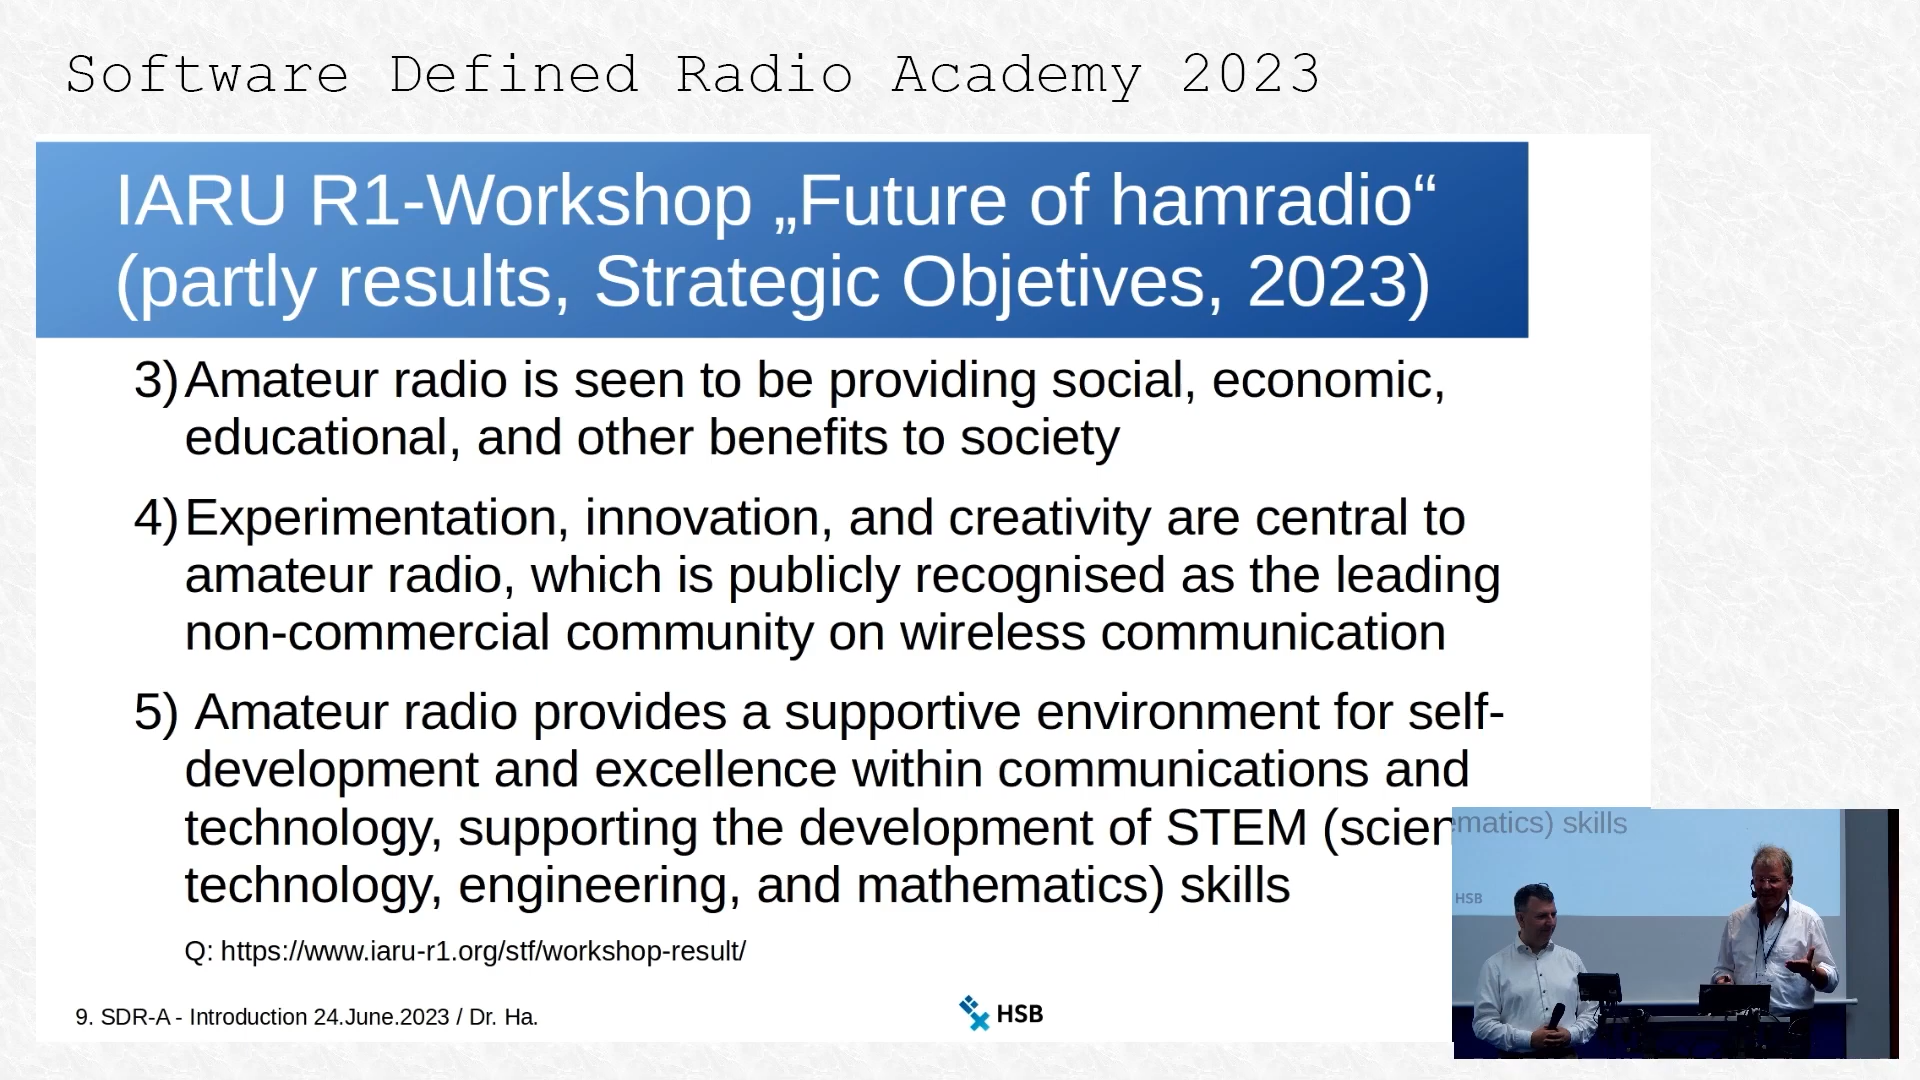 Software Defined Radio Academy 2023
IARU R1-Workshop „Future of hamradio“
(partly results, Strategic Objetives, 2023)
3) Amateur radio is seen to be providing social, economic,
educational, and other benefits to society
4) Experimentation, innovation, and creativity are central to
amateur radio, which is publicly recognised as the leading
non-commercial community on wireless communication
5) Amateur radio provides a supportive environment for self-
development and excellence within communications and
technology, supporting the development of STEM (scien
ematics) skills
technology, engineering, and mathematics) skills
HSB
Q: https://www.iaru-r1.org/stf/workshop-result/
9. SDR-A - Introduction 24.June.2023 / Dr. Ha.
HSB